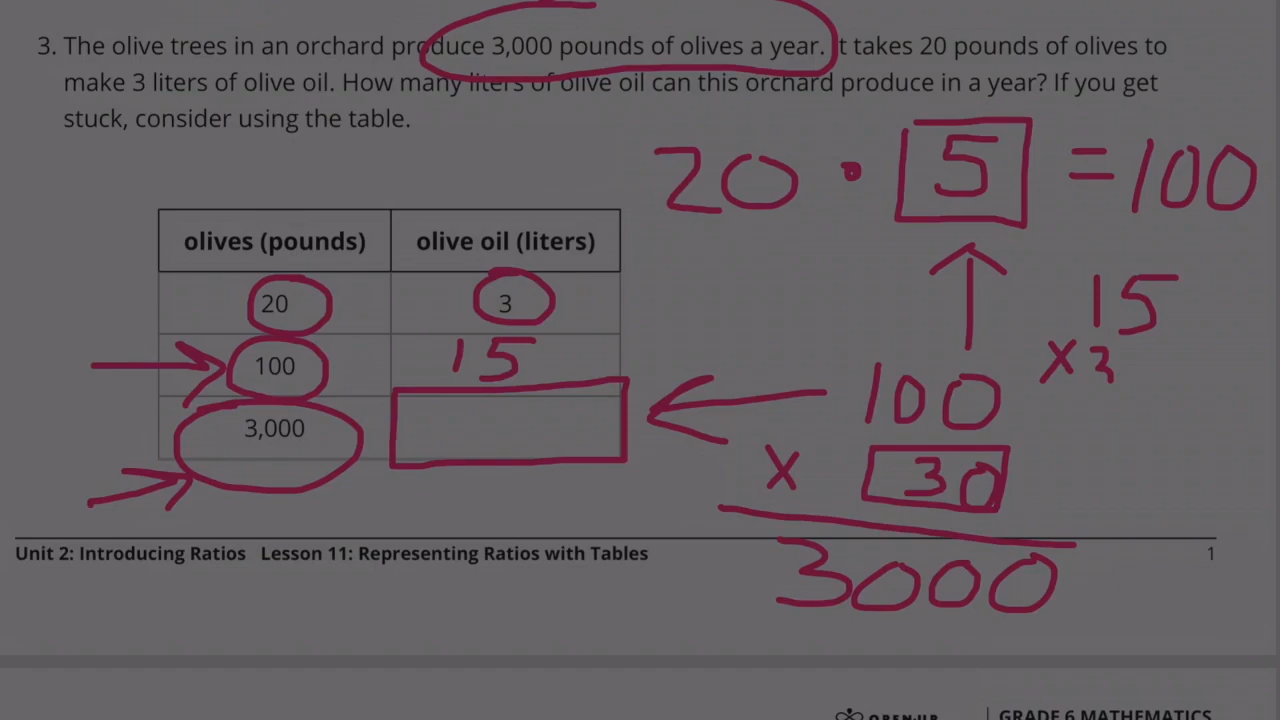 3. The olive trees in an orchard produce 3,000 pounds of olives a year. It takes 20 pounds of olives to
make 3 liters of olive oil. How many liters of olive oil can this orchard produce in a year? If you get
stuck, consider using the table.
20 · 5 = 100
olives (pounds) olive oil (liters)
20 3
100 15
3,000
15
x 3
100
x 30
3000
Unit 2: Introducing Ratios Lesson 11: Representing Ratios with Tables 1
OPEN-UP GRADE 6 MATHEMATICS